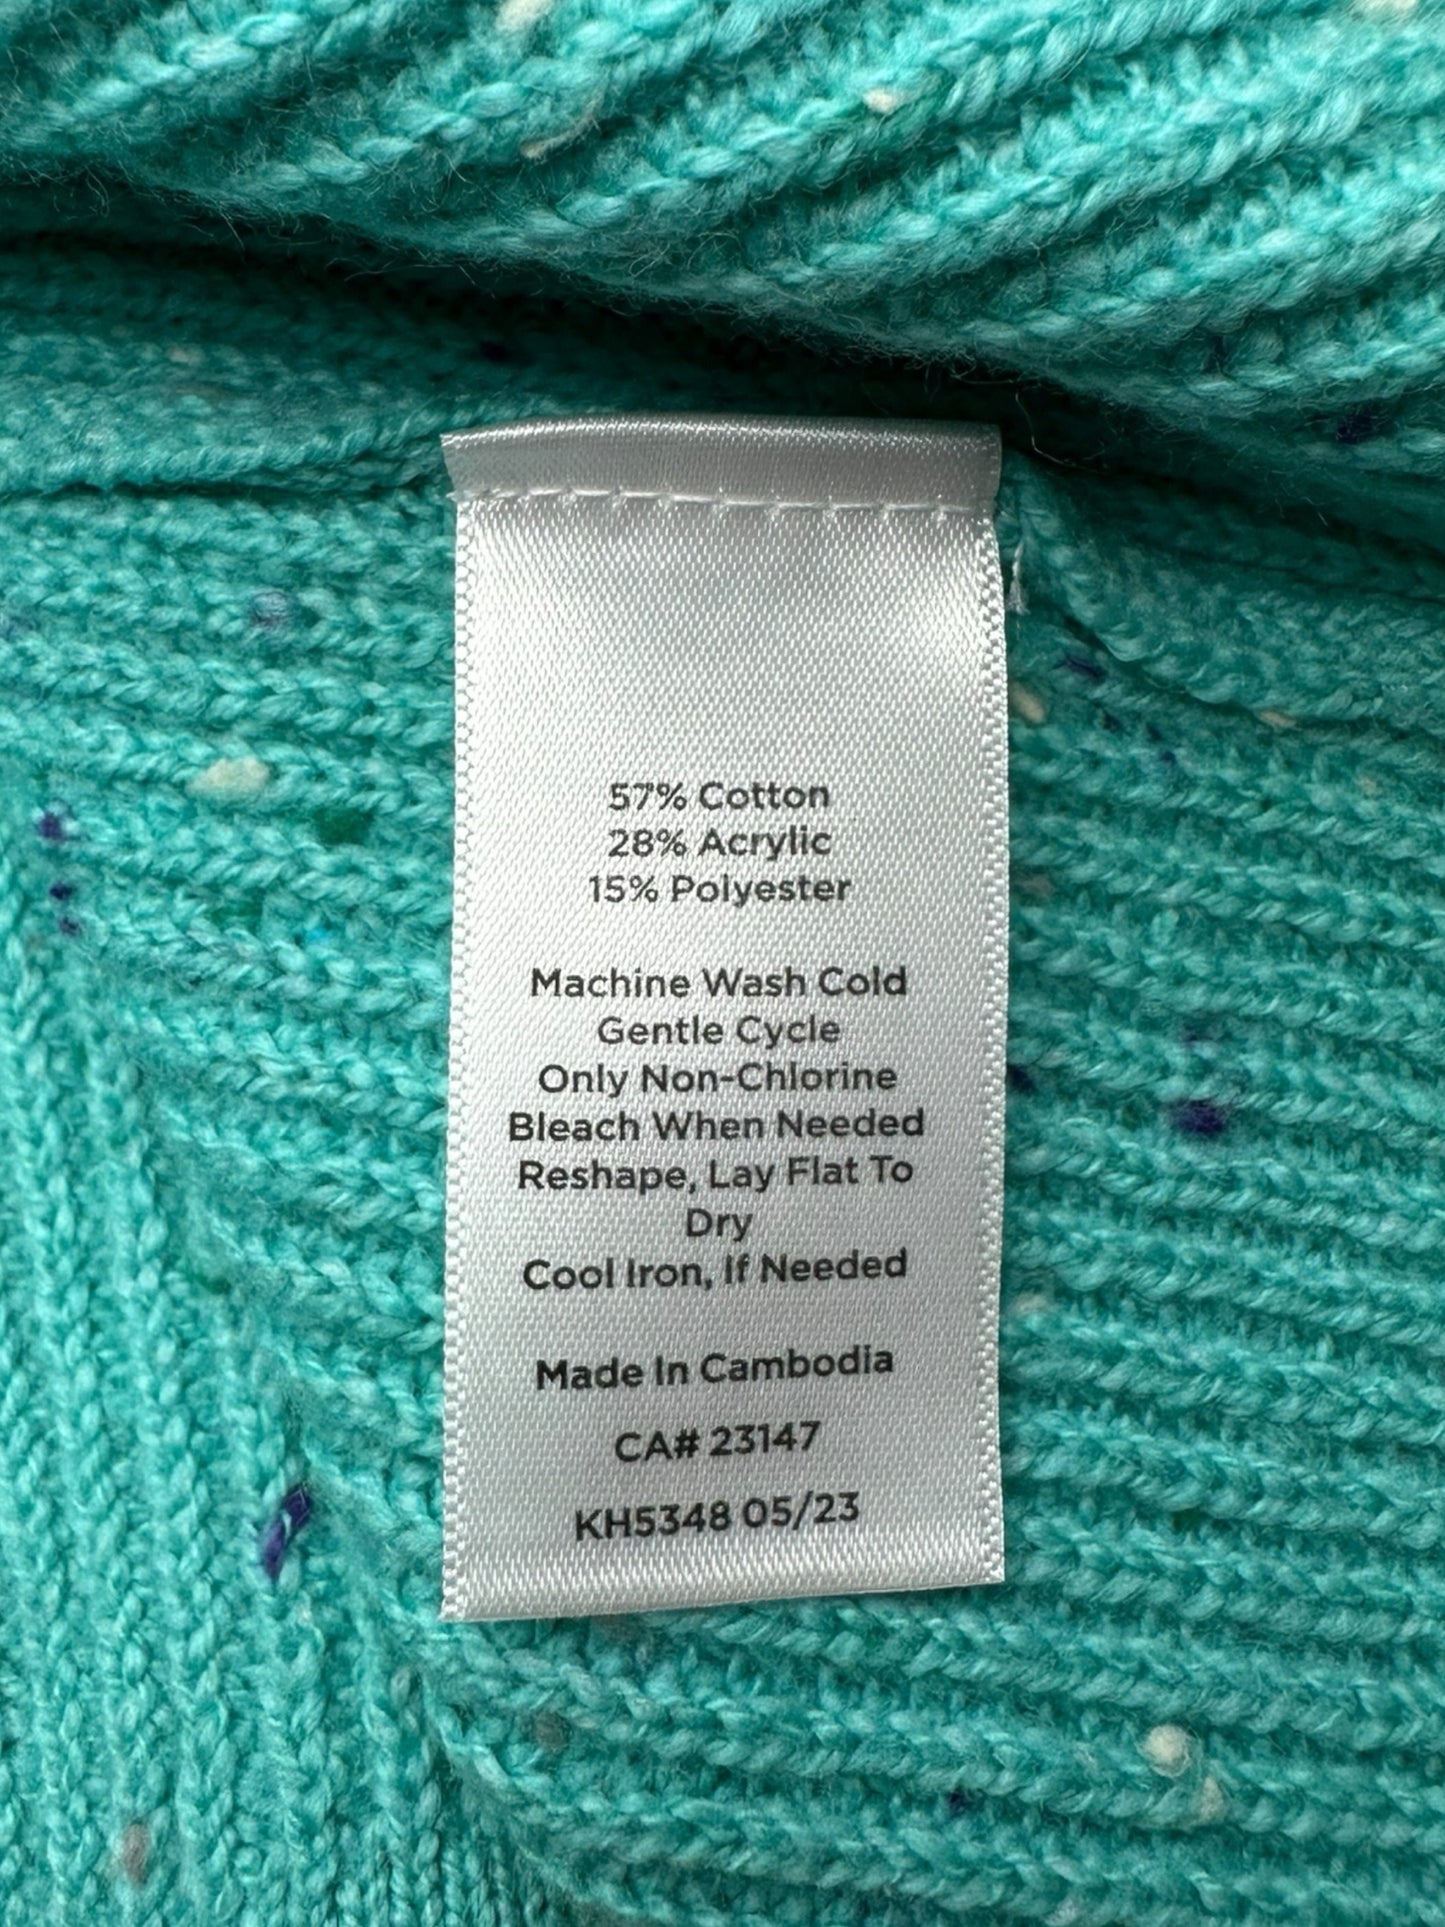 57% Cotton
28% Acrylic
15% Polyester
Machine Wash Cold
Gentle Cycle
Only Non-Chlorine
Bleach When Needed
Reshape, Lay Flat To
Dry
Cool Iron, If Needed
Made In Cambodia
CA# 23147
KH5348 05/23